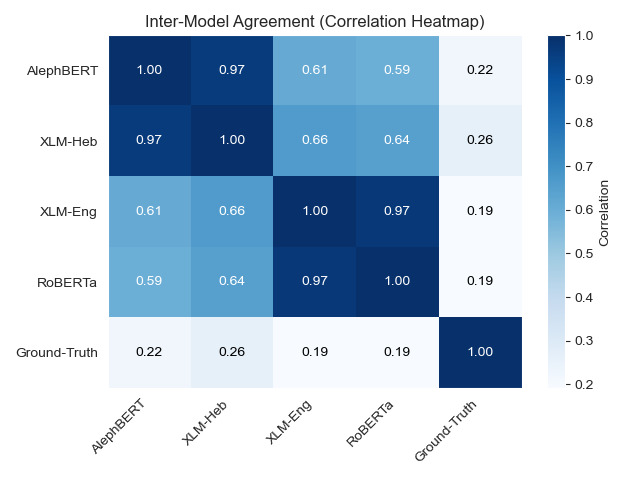 Inter-Model Agreement (Correlation Heatmap)
AlephBERT 1.00 0.97 0.61 0.59 0.22
XLM-Heb 0.97 1.00 0.66 0.64 0.26
XLM-Eng 0.61 0.66 1.00 0.97 0.19
RoBERTa 0.59 0.64 0.97 1.00 0.19
Ground-Truth 0.22 0.26 0.19 0.19 1.00
AlephBERT XLM-Heb XLM-Eng RoBERTa Ground-Truth
1.0
0.9
0.8
0.7
0.6
0.5
0.4
0.3
0.2
Correlation